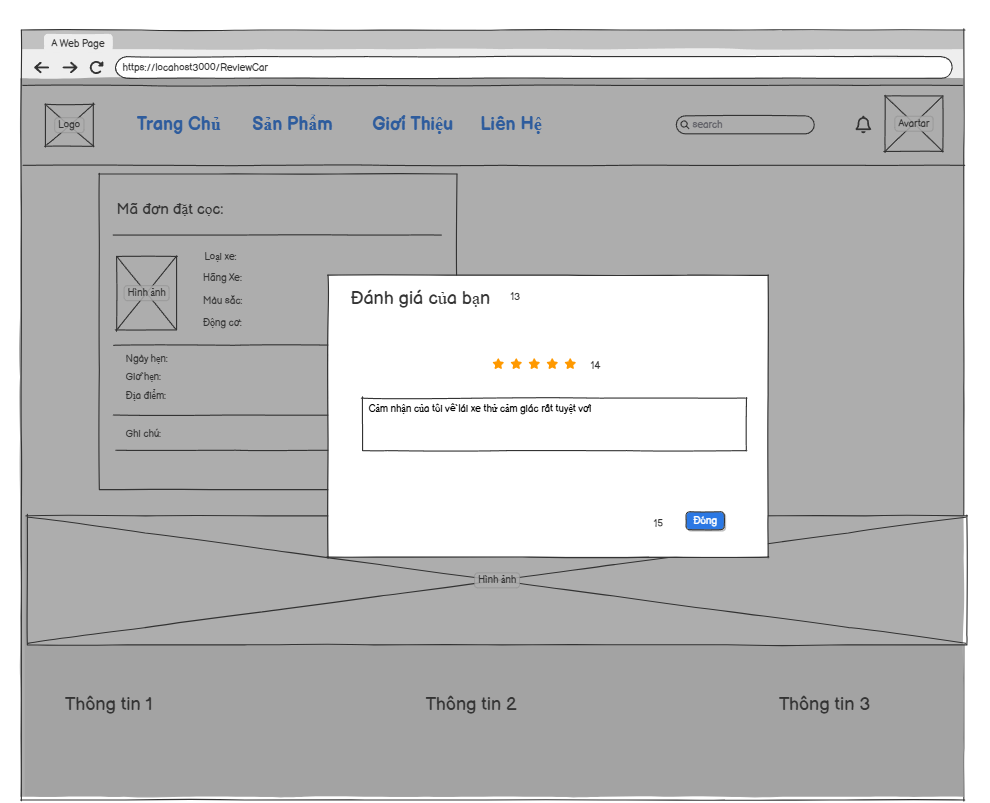 A Web Page
https://locahost3000/ReviewCar
Logo
Trang Chủ Sản Phẩm Giới Thiệu Liên Hệ
search
Avartar
Mã đơn đặt cọc:
Hình ảnh
Loại xe:
Hãng Xe:
Màu sắc:
Động cơ:
Ngày hẹn:
Giờ hẹn:
Địa điểm:
Ghi chú:
Đánh giá của bạn 13
14
Cảm nhận của tôi về lái xe thử cảm giác rất tuyệt vời
15 Đóng
Hình ảnh
Thông tin 1 Thông tin 2 Thông tin 3